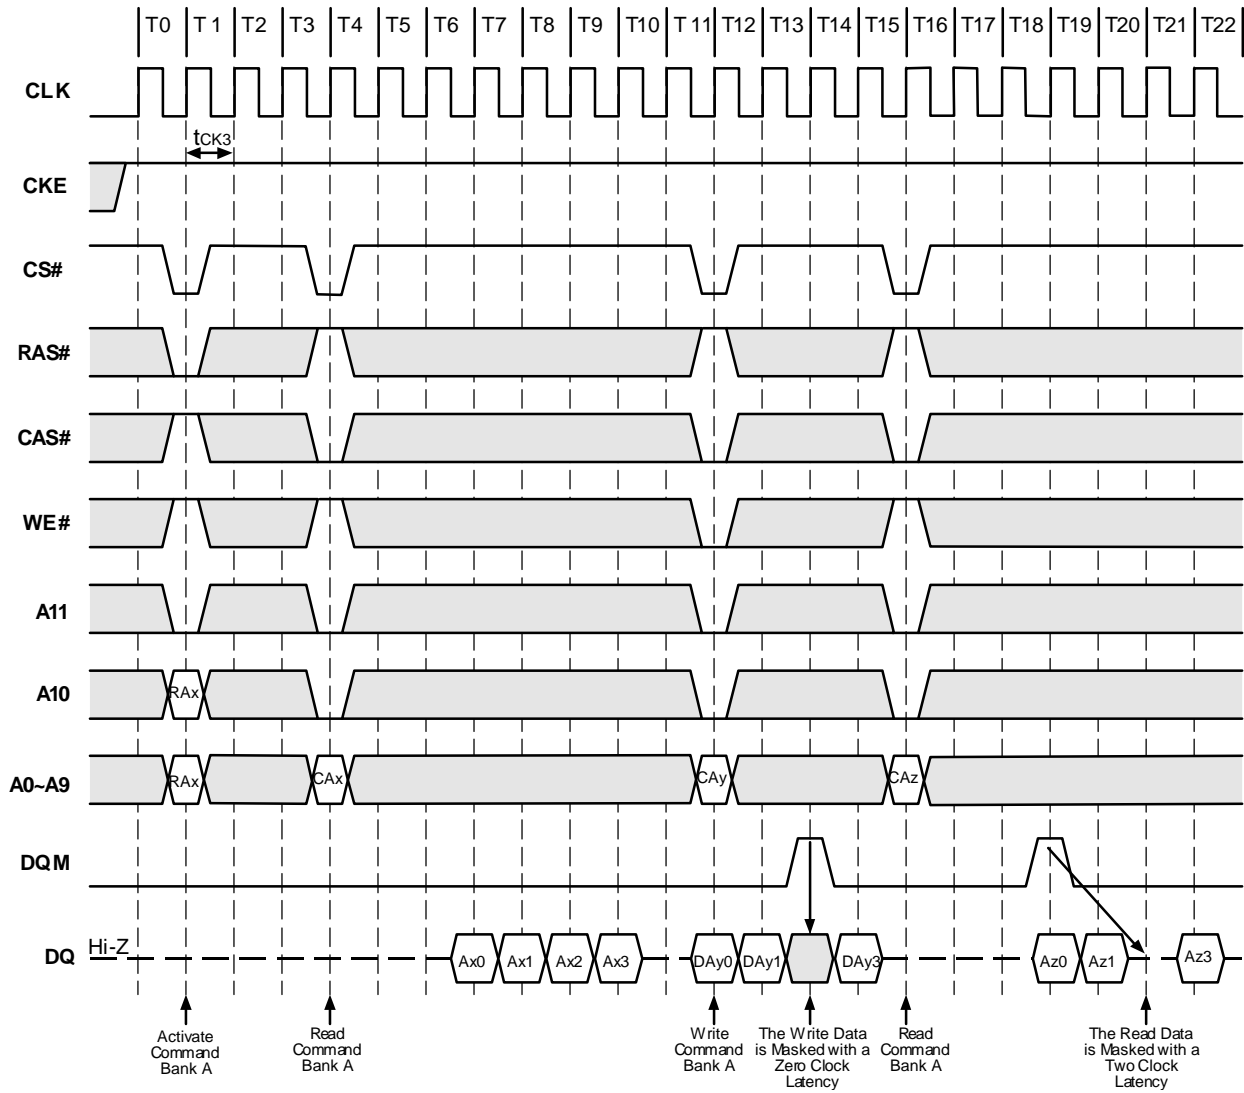 T0 T1 T2 T3 T4 T5 T6 T7 T8 T9 T10 T11 T12 T13 T14 T15 T16 T17 T18 T19 T20 T21 T22
CLK
tCK3
CKE
CS#
RAS#
CAS#
WE#
A11
A10 RAx
A0~A9 RAx CAx CAy CAz
DQM
DQ Hi-Z Ax0 Ax1 Ax2 Ax3 DAy0 DAy1 DAy3 Az0 Az1 Az3
Activate
Command
Bank A
Read
Command
Bank A
Write
Command
Bank A
The Write Data
is Masked with a
Zero Clock
Latency
Read
Command
Bank A
The Read Data
is Masked with a
Two Clock
Latency